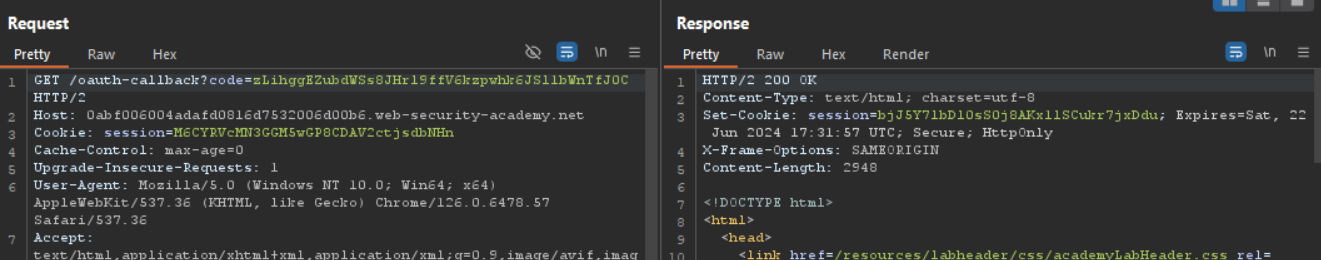 Request
Pretty Raw Hex
\n
1 GET /oauth-callback?code=zLihggEZubdWSs8JHrl9ffV6kzpwhk6JSllbWnTfJ0C
HTTP/2
2 Host: 0abf006004adafd0816d7532006d00b6.web-security-academy.net
3 Cookie: session=M6CYRVcMN3GGM5wGP8CDAV2ctjsdbNHn
4 Cache-Control: max-age=0
5 Upgrade-Insecure-Requests: 1
6 User-Agent: Mozilla/5.0 (Windows NT 10.0; Win64; x64)
AppleWebKit/537.36 (KHTML, like Gecko) Chrome/126.0.6478.57
Safari/537.36
7 Accept:
text/html,application/xhtml+xml,application/xml;q=0.9,image/avif,imag
Response
Pretty Raw Hex Render
\n
1 HTTP/2 200 OK
2 Content-Type: text/html; charset=utf-8
3 Set-Cookie: session=bjJ5Y7lbDl0sS0j8AKxllSCukr7jxDdu; Expires=Sat, 22
Jun 2024 17:31:57 UTC; Secure; HttpOnly
4 X-Frame-Options: SAMEORIGIN
5 Content-Length: 2948
6
7 <!DOCTYPE html>
8 <html>
9 <head>
10 <link href=/resources/labheader/css/academyLabHeader.css rel=